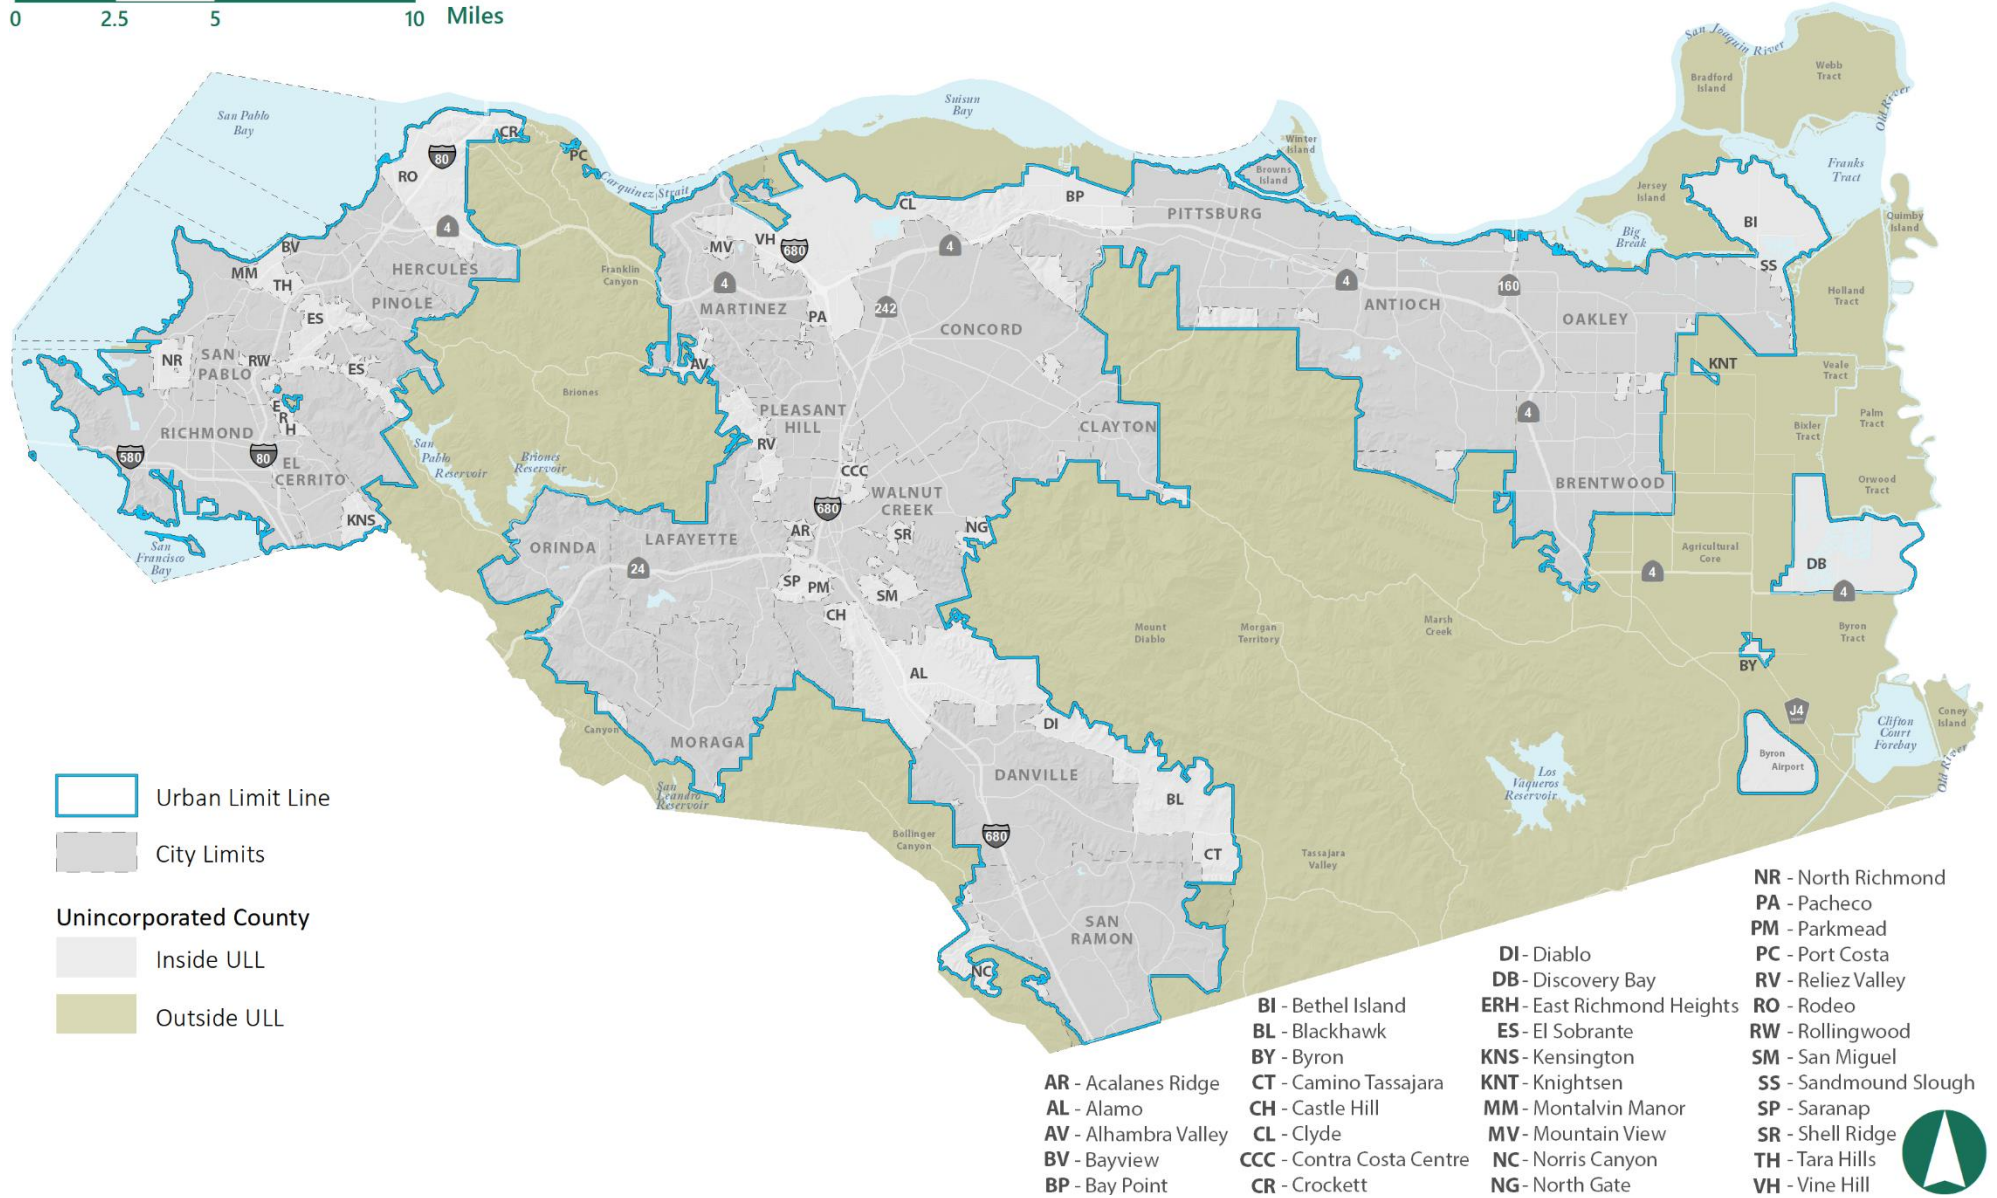 0 2.5 5 10 Miles
San Joaquin River
Webb
Tract
Bradford
Island
Old River
San Pablo
Bay
Suisun
Bay
CR
80
PC
RO
Carquinez Strait
Winter
Island
Browns
Island
Franks
Tract
Jersey
Island
BI
Quimby
Island
BP
CL
PITTSBURG
4
BV
MV
VH
680
4
Big
Break
HERCULES
MM
TH
Franklin
Canyon
4
SS
PINOLE
MARTINEZ
242
4
ANTIOCH
160
OAKLEY
Holland
Tract
ES
PA
CONCORD
NR
SAN
PABLO
RW
ES
AV
KNT
Veale
Tract
Briones
E
R
H
PLEASANT
HILL
CLAYTON
4
Palm
Tract
Bixler
Tract
RICHMOND
580
80
EL
CERRITO
San
Pablo
Reservoir
Briones
Reservoir
RV
CCC
WALNUT
CREEK
BRENTWOOD
Orwood
Tract
680
KNS
San
Francisco
Bay
ORINDA
LAFAYETTE
AR
SR
NG
Agricultural
Core
24
SP
PM
SM
DB
4
4
CH
Mount
Diablo
Morgan
Territory
Marsh
Creek
Byron
Tract
AL
BY
Canyon
MORAGA
DI
J4
Clifton
Court
Forebay
Coney
Island
Old River
DANVILLE
Byron
Airport
San
Leandro
Reservoir
BL
Los
Vaqueros
Reservoir
Bollinger
Canyon
680
CT
Tassajara
Valley
SAN
RAMON
NC
Urban Limit Line
City Limits
Unincorporated County
Inside ULL
Outside ULL
AR - Acalanes Ridge
AL - Alamo
AV - Alhambra Valley
BV - Bayview
BP - Bay Point
BI - Bethel Island
BL - Blackhawk
BY - Byron
CT - Camino Tassajara
CH - Castle Hill
CL - Clyde
CCC - Contra Costa Centre
CR - Crockett
DI - Diablo
DB - Discovery Bay
ERH - East Richmond Heights
ES - El Sobrante
KNS - Kensington
KNT - Knightsen
MM - Montalvin Manor
MV - Mountain View
NC - Norris Canyon
NG - North Gate
NR - North Richmond
PA - Pacheco
PM - Parkmead
PC - Port Costa
RV - Reliez Valley
RO - Rodeo
RW - Rollingwood
SM - San Miguel
SS - Sandmound Slough
SP - Saranap
SR - Shell Ridge
TH - Tara Hills
VH - Vine Hill